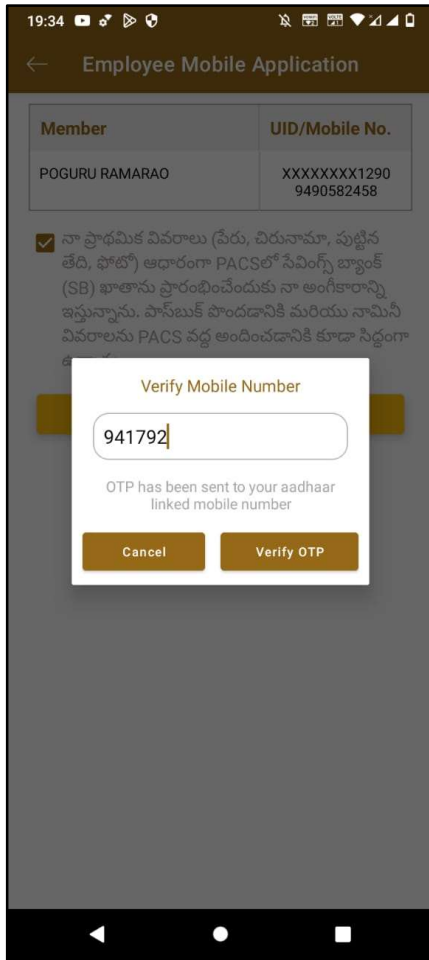 19:34
Employee Mobile Application
Member UID/Mobile No.
POGURU RAMARAO XXXXXXXX1290
9490582458
నా ప్రాథమిక వివరాలు (పేరు, చిరునామా, పుట్టిన
తేది, ఫోటో) ఆధారంగా PACSలో సేవింగ్స్ బ్యాంక్
(SB) ఖాతాను ప్రారంభించేందుకు నా అంగీకారాన్ని
ఇస్తున్నాను. పాస్‌బుక్ పొందడానికి మరియు నామినీ
వివరాలను PACS వద్ద అందించడానికి కూడా సిద్ధంగా
Verify Mobile Number
941792
OTP has been sent to your aadhaar
linked mobile number
Cancel Verify OTP